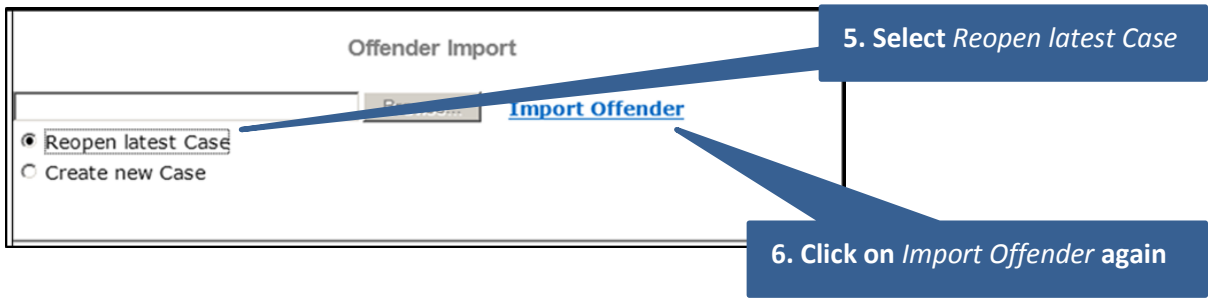 5. Select Reopen latest Case
Offender Import
Import Offender
Reopen latest Case
Create new Case
6. Click on Import Offender again